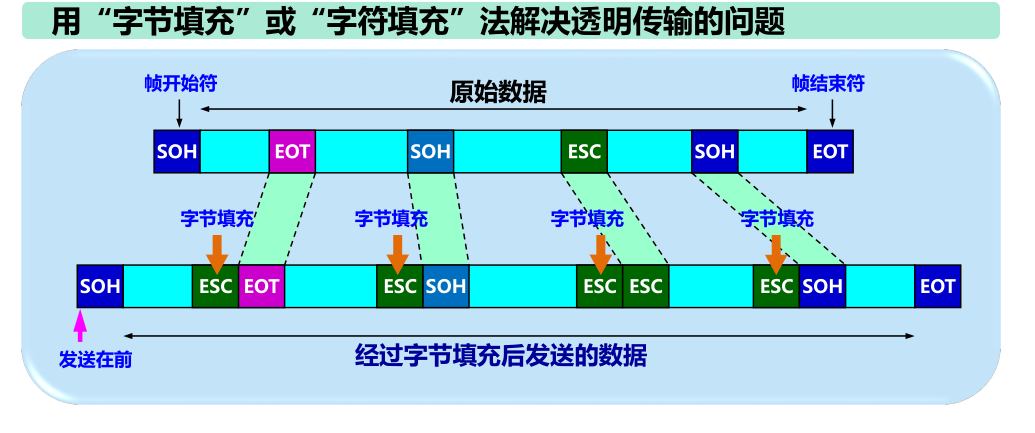 用“字节填充”或“字符填充”法解决透明传输的问题
帧开始符
原始数据
帧结束符
SOH EOT SOH ESC SOH EOT
字节填充 字节填充 字节填充 字节填充
SOH ESC EOT ESC SOH ESC ESC ESC SOH EOT
发送在前
经过字节填充后发送的数据